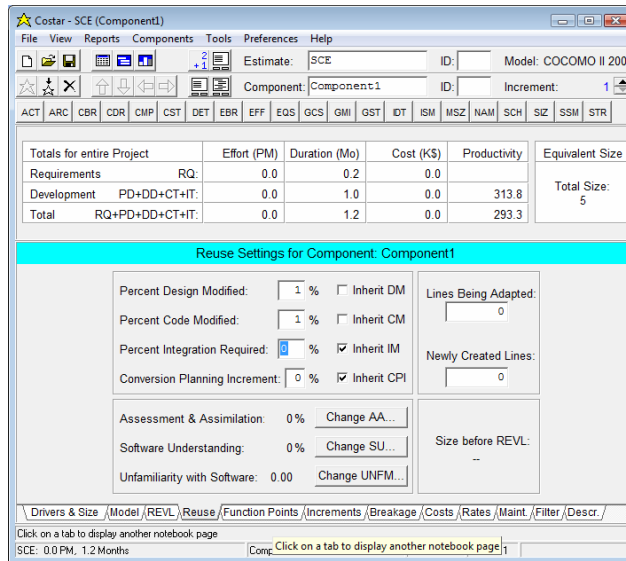 Costar - SCE (Component1)
File View Reports Components Tools Preferences Help
Estimate: SCE ID: Model: COCOMO II 200
Component: Component1 ID: Increment: 1
ACT ARC CBR CDR CMP CST DET EBR EFF EQS GCS GMI GST IDT ISM MSZ NAM SCH SIZ SSM STR
Totals for entire Project Effort (PM) Duration (Mo) Cost (K$) Productivity Equivalent Size
Requirements RQ: 0.0 0.2 0.0
Development PD+DD+CT+IT: 0.0 1.0 0.0 313.8 Total Size:
5
Total RQ+PD+DD+CT+IT: 0.0 1.2 0.0 293.3
Reuse Settings for Component: Component1
Percent Design Modified: 1 % Inherit DM Lines Being Adapted:
0
Percent Code Modified: 1 % Inherit CM
Percent Integration Required: 0 % Inherit IM Newly Created Lines:
Conversion Planning Increment: 0 % Inherit CPI 0
Assessment & Assimilation: 0% Change AA...
Software Understanding: 0% Change SU... Size before REVL:
--
Unfamiliarity with Software: 0.00 Change UNFM...
Drivers & Size Model REVL Reuse Function Points Increments Breakage Costs Rates Maint. Filter Descr.
Click on a tab to display another notebook page
SCE: 0.0 PM, 1.2 Months Comp Click on a tab to display another notebook page 1